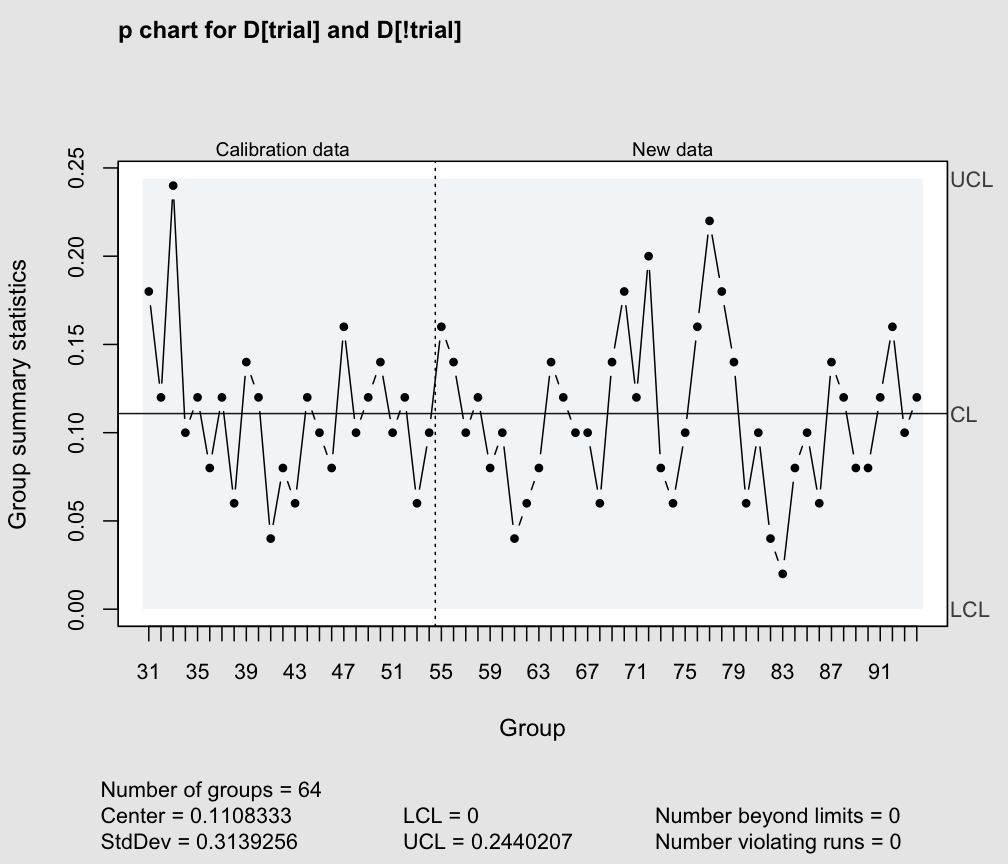 p chart for D[trial] and D[!trial]
Calibration data
New data
Group summary statistics
0.25
0.20
0.15
0.10
0.05
0.00
UCL
CL
LCL
31 35 39 43 47 51 55 59 63 67 71 75 79 83 87 91
Group
Number of groups = 64
Center = 0.1108333 LCL = 0 Number beyond limits = 0
StdDev = 0.3139256 UCL = 0.2440207 Number violating runs = 0